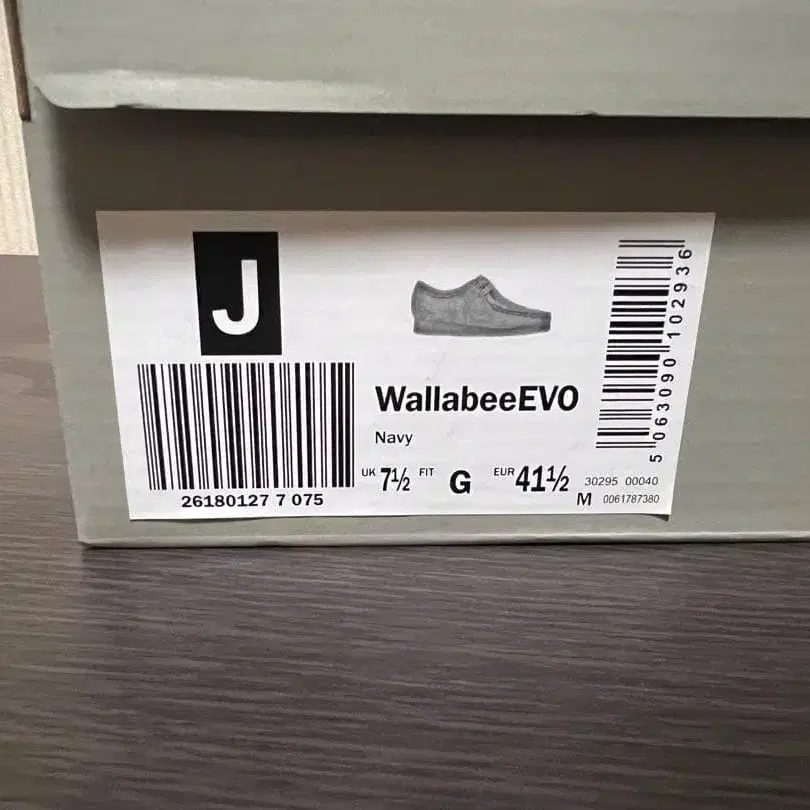 J
26180127 7 075
WallabeeEVO
Navy
UK 7½ FIT G EUR 41½
30295 00040
M 0061787380
5 063090 102936